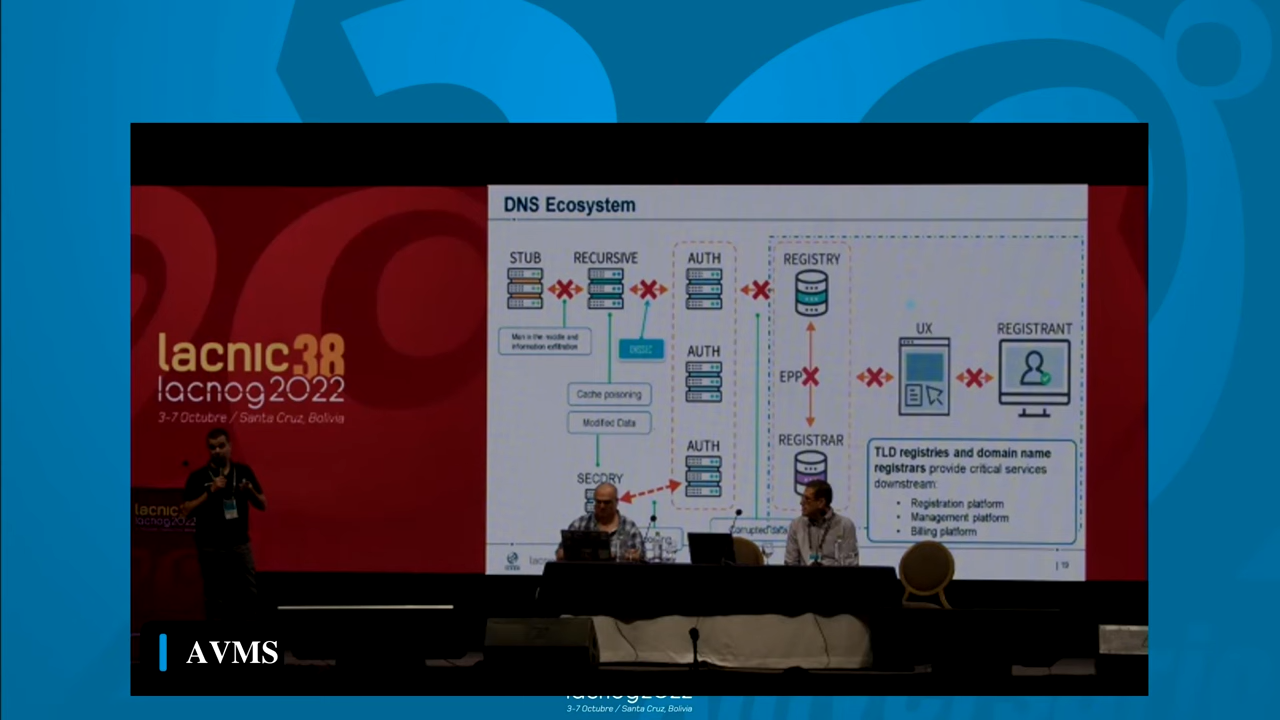 DNS Ecosystem
STUB
RECURSIVE
AUTH
REGISTRY
Man in the middle and
information exfiltration
UX
REGISTRANT
AUTH
EPP
Cache poisoning
Modified Data
AUTH
REGISTRAR
SECDRY
TLD registries and domain name
registrars provide critical services
downstream:
• Registration platform
• Management platform
• Billing platform
Corrupted data
| 19
lacnic38
lacnog2022
3-7 Octubre / Santa Cruz, Bolivia
lacnic
lacnog2022
AVMS
lacnog2022
3-7 Octubre / Santa Cruz, Bolivia